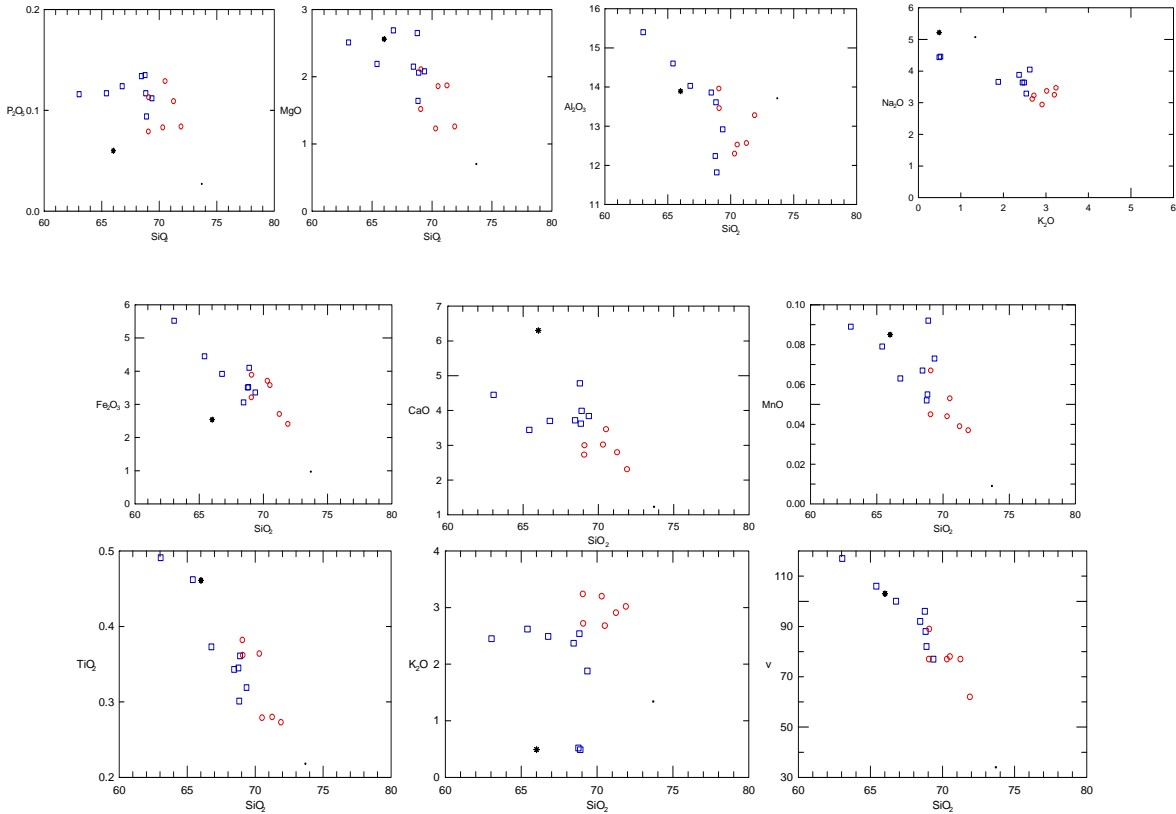 0.2
0.1
0.0
P₂O₅
60 65 70 75 80
SiO₂
3
2
1
0
MgO
60 65 70 75 80
SiO₂
16
15
14
13
12
11
Al₂O₃
60 65 70 75 80
SiO₂
6
5
4
3
2
1
0
Na₂O
0 1 2 3 4 5 6
K₂O
6
5
4
3
2
1
0
Fe₂O₃
60 65 70 75 80
SiO₂
7
6
5
4
3
2
1
CaO
60 65 70 75 80
SiO₂
0.10
0.08
0.06
0.04
0.02
0.00
MnO
60 65 70 75 80
SiO₂
0.5
0.4
0.3
0.2
TiO₂
60 65 70 75 80
SiO₂
4
3
2
1
0
K₂O
60 65 70 75 80
SiO₂
110
90
70
50
30
v
60 65 70 75 80
SiO₂